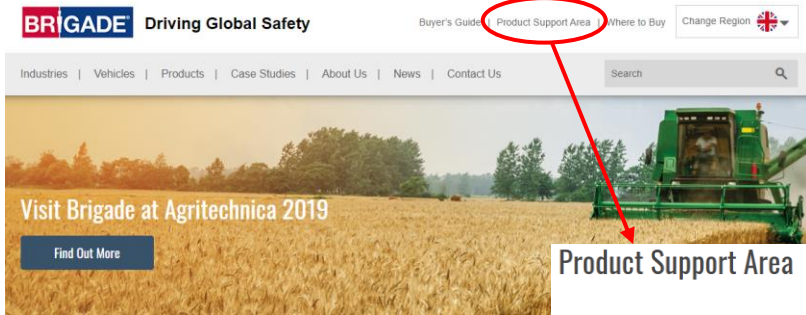 BRIGADE Driving Global Safety
Buyer's Guide | Product Support Area | Where to Buy
Change Region
Industries | Vehicles | Products | Case Studies | About Us | News | Contact Us
Search
Visit Brigade at Agritechnica 2019
Find Out More
Product Support Area